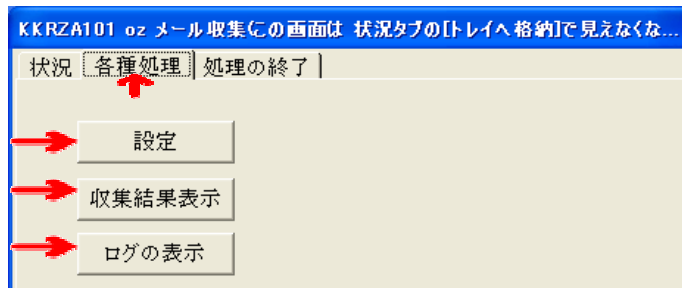 KKRZA101 oz メール収集(この画面は 状況タブの[トレイへ格納]で見えなくな...
状況 各種処理 処理の終了
設定
収集結果表示
ログの表示